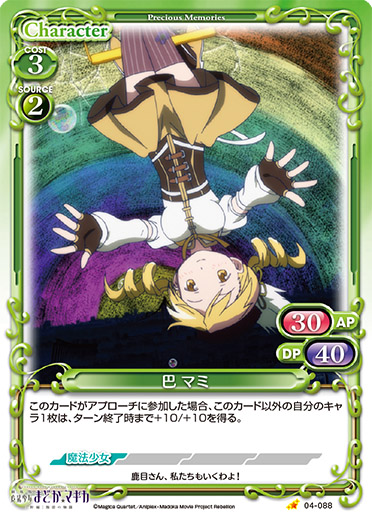 Precious Memories
Character
COST
3
SOURCE
2
30 AP
DP 40
巴 マミ
このカードがアプローチに参加した場合、このカード以外の自分のキャ
ラ1枚は、ターン終了時まで+10/+10を得る。
魔法少女
鹿目さん、私たちもいくわよ!
まどか☆マギカ
©Magica Quartet/Aniplex・Madoka Movie Project Rebellion
04-088